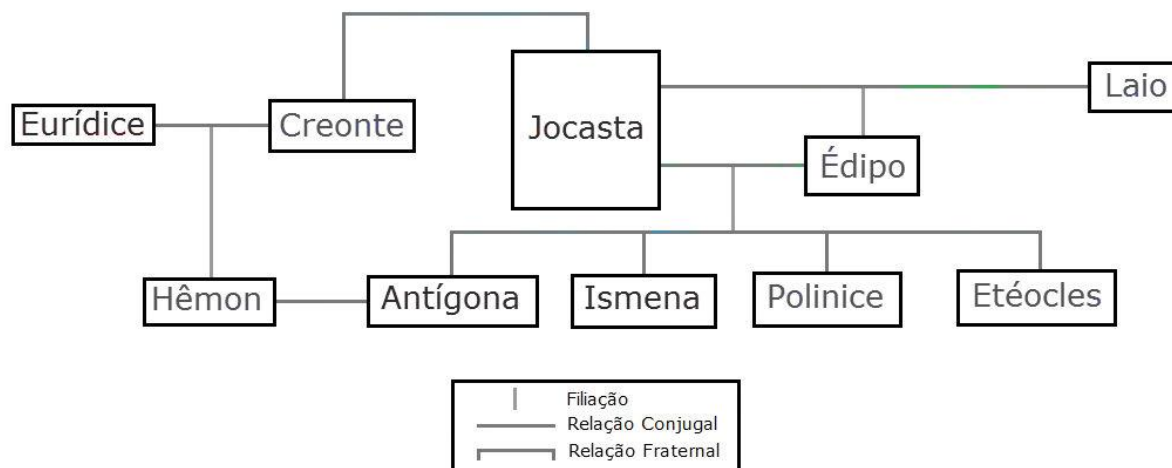 Laio
Eurídice
Creonte
Jocasta
Édipo
Hêmon
Antígona
Ismena
Polinice
Etéocles
Filiação
Relação Conjugal
Relação Fraternal